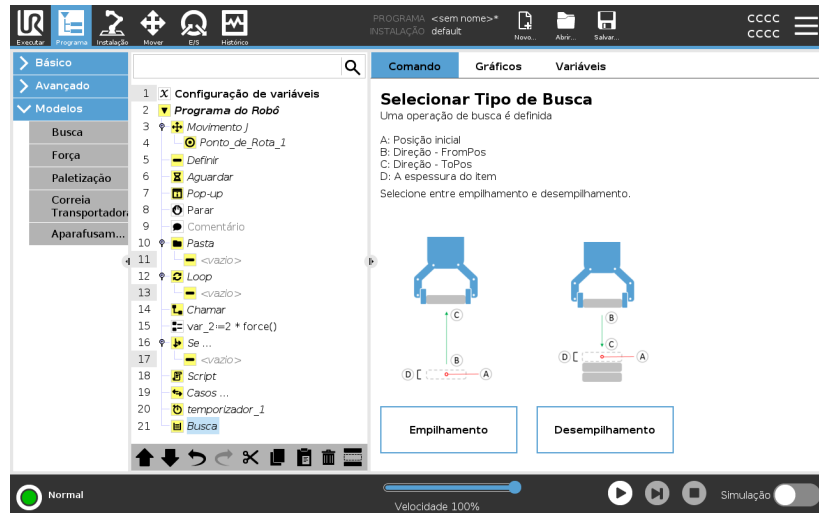 PROGRAMA <sem nome>*
INSTALAÇÃO default
UR
Executar
Programa
Instalação
Mover
E/S
Histórico
Novo...
Abrir...
Salvar...
CCCC
CCCC
Básico
Avançado
Modelos
Busca
Força
Paletização
Correia
Transportador
Aparafusam...
1 X Configuração de variáveis
2 Programa do Robô
3 Movimento J
4 Ponto_de_Rota_1
5 Definir
6 Aguardar
7 Pop-up
8 Parar
9 Comentário
10 Pasta
11 <vazio>
12 Loop
13 <vazio>
14 Chamar
15 var_2:=2 * force()
16 Se ...
17 <vazio>
18 Script
19 Casos ...
20 temporizador_1
21 Busca
Comando
Gráficos
Variáveis
Selecionar Tipo de Busca
Uma operação de busca é definida
A: Posição inicial
B: Direção - FromPos
C: Direção - ToPos
D: A espessura do item
Selecione entre empilhamento e desempilhamento.
C
B
D
A
B
C
D
A
Empilhamento
Desempilhamento
Normal
Velocidade 100%
Simulação